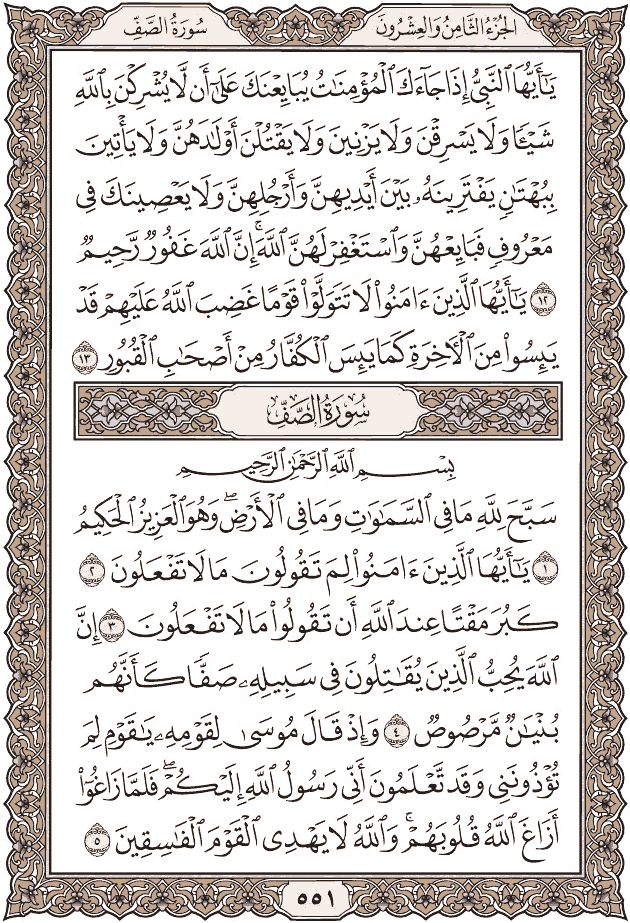 الجُزْءُ الثَّامِنُ وَالعِشْرُونَ
سُورَةُ الصَّفِّ
يَٰٓأَيُّهَا ٱلنَّبِيُّ إِذَا جَآءَكَ ٱلْمُؤْمِنَٰتُ يُبَايِعْنَكَ عَلَىٰٓ أَن لَّا يُشْرِكْنَ بِٱللَّهِ
شَيْـًٔا وَلَا يَسْرِقْنَ وَلَا يَزْنِينَ وَلَا يَقْتُلْنَ أَوْلَٰدَهُنَّ وَلَا يَأْتِينَ
بِبُهْتَٰنٍ يَفْتَرِينَهُۥ بَيْنَ أَيْدِيهِنَّ وَأَرْجُلِهِنَّ وَلَا يَعْصِينَكَ فِى
مَعْرُوفٍ فَبَايِعْهُنَّ وَٱسْتَغْفِرْ لَهُنَّ ٱللَّهَ ۚ إِنَّ ٱللَّهَ غَفُورٌ رَّحِيمٌ
١٢ يَٰٓأَيُّهَا ٱلَّذِينَ ءَامَنُوا۟ لَا تَتَوَلَّوْا۟ قَوْمًا غَضِبَ ٱللَّهُ عَلَيْهِمْ قَدْ
يَئِسُوا۟ مِنَ ٱلْءَاخِرَةِ كَمَا يَئِسَ ٱلْكُفَّارُ مِنْ أَصْحَٰبِ ٱلْقُبُورِ ١٣
سُورَةُ الصَّفِّ
بِسْمِ ٱللَّهِ ٱلرَّحْمَٰنِ ٱلرَّحِيمِ
سَبَّحَ لِلَّهِ مَا فِى ٱلسَّمَٰوَٰتِ وَمَا فِى ٱلْأَرْضِ ۖ وَهُوَ ٱلْعَزِيزُ ٱلْحَكِيمُ
١ يَٰٓأَيُّهَا ٱلَّذِينَ ءَامَنُوا۟ لِمَ تَقُولُونَ مَا لَا تَفْعَلُونَ ٢
كَبُرَ مَقْتًا عِندَ ٱللَّهِ أَن تَقُولُوا۟ مَا لَا تَفْعَلُونَ ٣ إِنَّ
ٱللَّهَ يُحِبُّ ٱلَّذِينَ يُقَٰتِلُونَ فِى سَبِيلِهِۦ صَفًّا كَأَنَّهُم
بُنْيَٰنٌ مَّرْصُوصٌ ٤ وَإِذْ قَالَ مُوسَىٰ لِقَوْمِهِۦ يَٰقَوْمِ لِمَ
تُؤْذُونَنِى وَقَد تَّعْلَمُونَ أَنِّى رَسُولُ ٱللَّهِ إِلَيْكُمْ ۖ فَلَمَّا زَاغُوٓا۟
أَزَاغَ ٱللَّهُ قُلُوبَهُمْ ۚ وَٱللَّهُ لَا يَهْدِى ٱلْقَوْمَ ٱلْفَٰسِقِينَ ٥
٥٥١